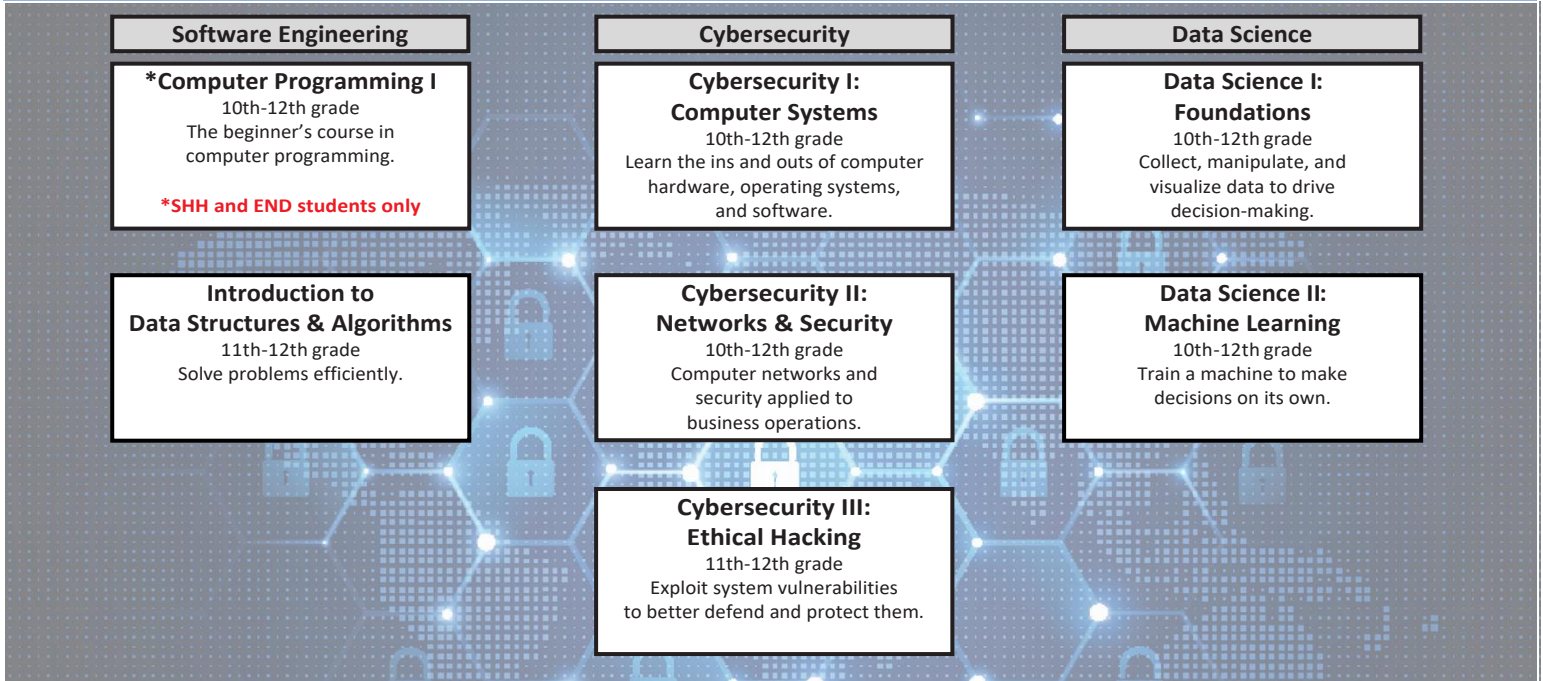 Software Engineering
*Computer Programming I
10th-12th grade
The beginner’s course in
computer programming.
*SHH and END students only
Introduction to
Data Structures & Algorithms
11th-12th grade
Solve problems efficiently.
Cybersecurity
Cybersecurity I:
Computer Systems
10th-12th grade
Learn the ins and outs of computer
hardware, operating systems,
and software.
Cybersecurity II:
Networks & Security
10th-12th grade
Computer networks and
security applied to
business operations.
Cybersecurity III:
Ethical Hacking
11th-12th grade
Exploit system vulnerabilities
to better defend and protect them.
Data Science
Data Science I:
Foundations
10th-12th grade
Collect, manipulate, and
visualize data to drive
decision-making.
Data Science II:
Machine Learning
10th-12th grade
Train a machine to make
decisions on its own.